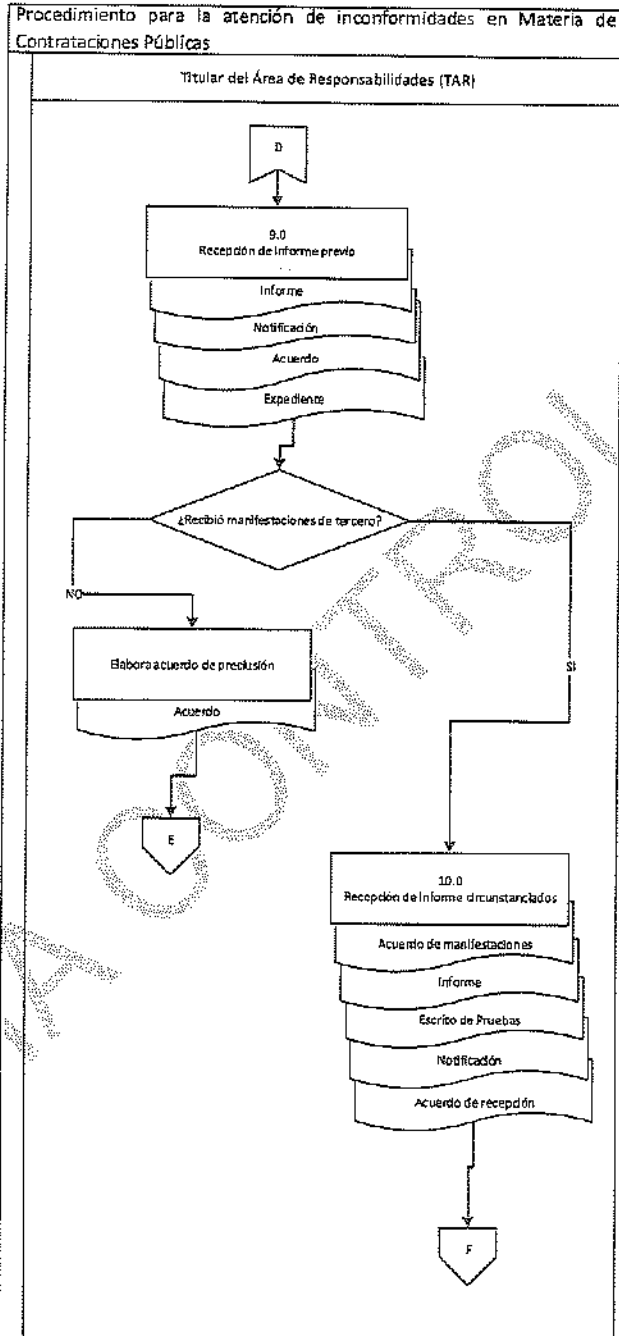 Procedimiento para la atención de inconformidades en Materia de
Contrataciones Públicas
Titular del Área de Responsabilidades (TAR)
D
9.0
Recepción de Informe previo
Informe
Notificación
Acuerdo
Expediente
¿Recibió manifestaciones de tercero?
NO
SI
Elabora acuerdo de preclusión
Acuerdo
E
10.0
Recepción de Informe circunstanciados
Acuerdo de manifestaciones
Informe
Escrito de Pruebas
Notificación
Acuerdo de recepción
F